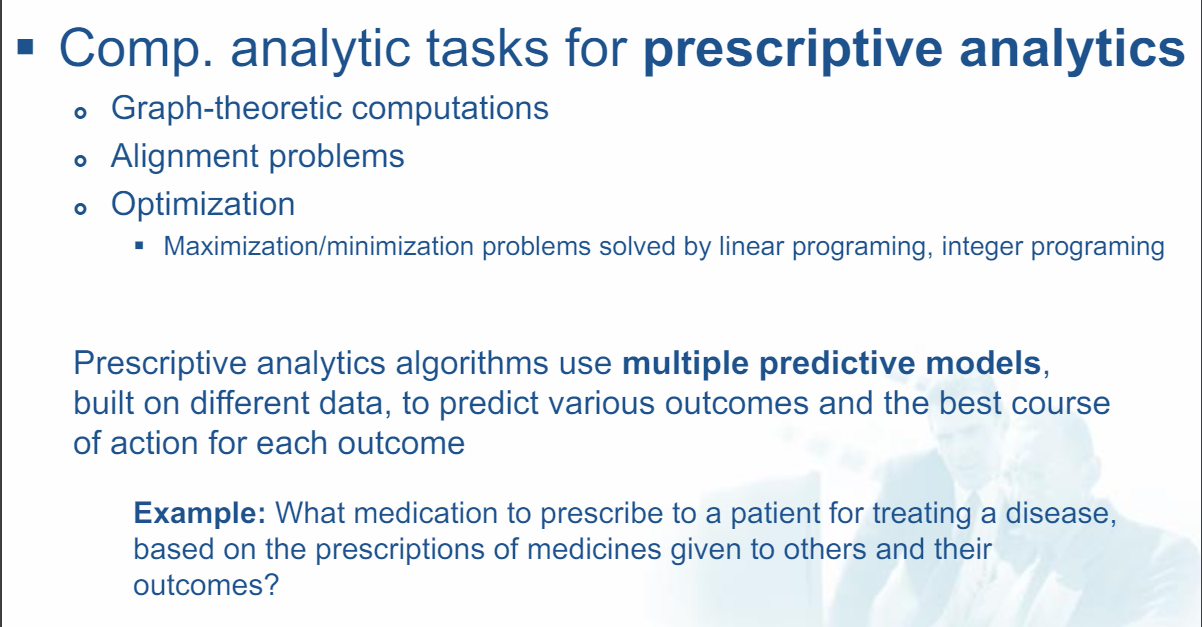 Comp. analytic tasks for prescriptive analytics
Graph-theoretic computations
Alignment problems
Optimization
Maximization/minimization problems solved by linear programing, integer programing
Prescriptive analytics algorithms use multiple predictive models,
built on different data, to predict various outcomes and the best course
of action for each outcome
Example: What medication to prescribe to a patient for treating a disease,
based on the prescriptions of medicines given to others and their
outcomes?